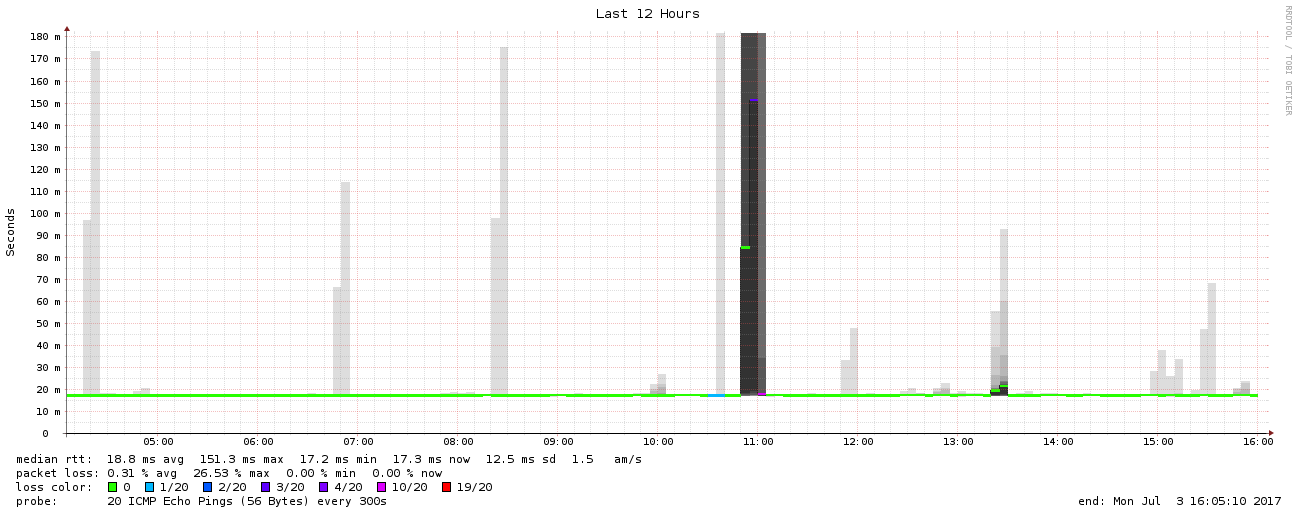 Last 12 Hours
RRDTOOL / TOBI OETIKER
Seconds
180 m
170 m
160 m
150 m
140 m
130 m
120 m
110 m
100 m
90 m
80 m
70 m
60 m
50 m
40 m
30 m
20 m
10 m
0
05:00 06:00 07:00 08:00 09:00 10:00 11:00 12:00 13:00 14:00 15:00 16:00
median rtt: 18.8 ms avg 151.3 ms max 17.2 ms min 17.3 ms now 12.5 ms sd 1.5 am/s
packet loss: 0.31 % avg 26.53 % max 0.00 % min 0.00 % now
loss color: 0 1/20 2/20 3/20 4/20 10/20 19/20
probe: 20 ICMP Echo Pings (56 Bytes) every 300s end: Mon Jul 3 16:05:10 2017